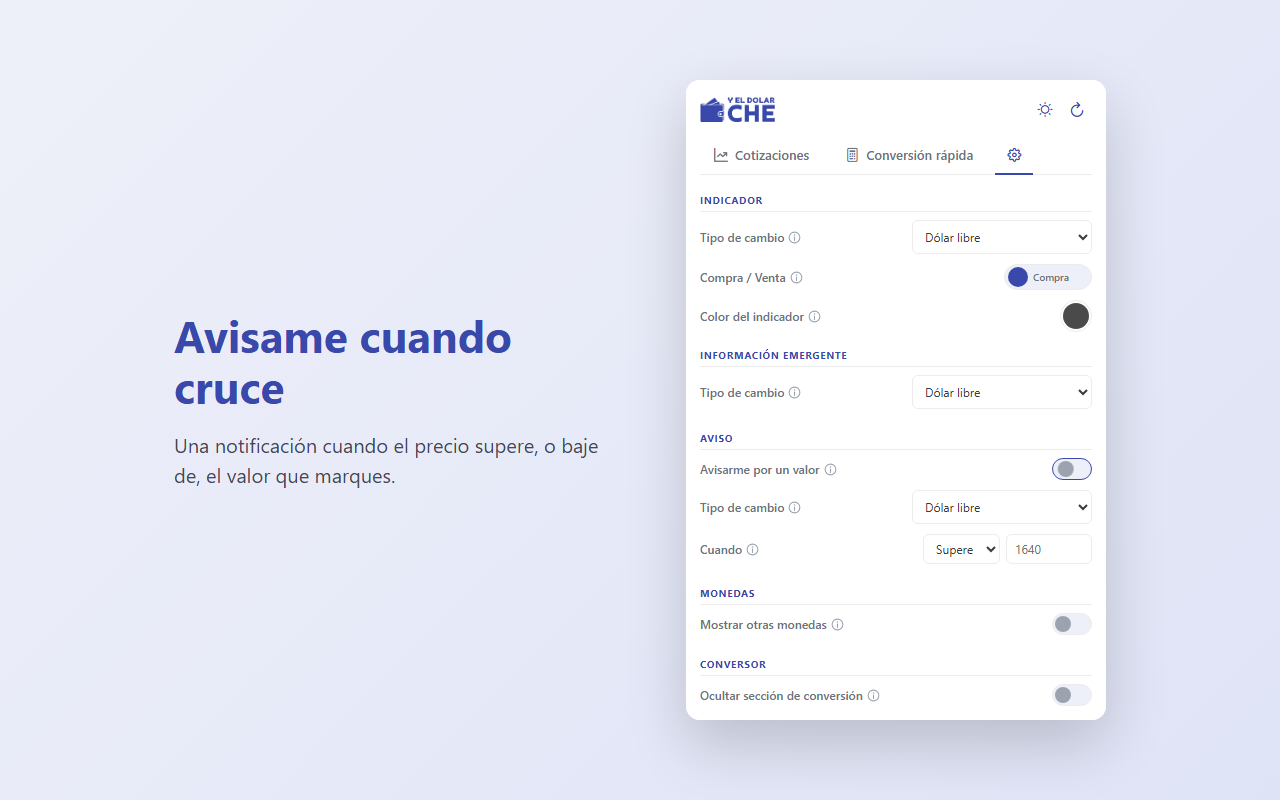 Avisame cuando
cruce
Una notificación cuando el precio supere, o baje
de, el valor que marques.
Y EL DOLAR
CHE
Cotizaciones
Conversión rápida
INDICADOR
Tipo de cambio
Dólar libre
Compra / Venta
Compra
Color del indicador
INFORMACIÓN EMERGENTE
Tipo de cambio
Dólar libre
AVISO
Avisarme por un valor
Tipo de cambio
Dólar libre
Cuando
Supere
1640
MONEDAS
Mostrar otras monedas
CONVERSOR
Ocultar sección de conversión